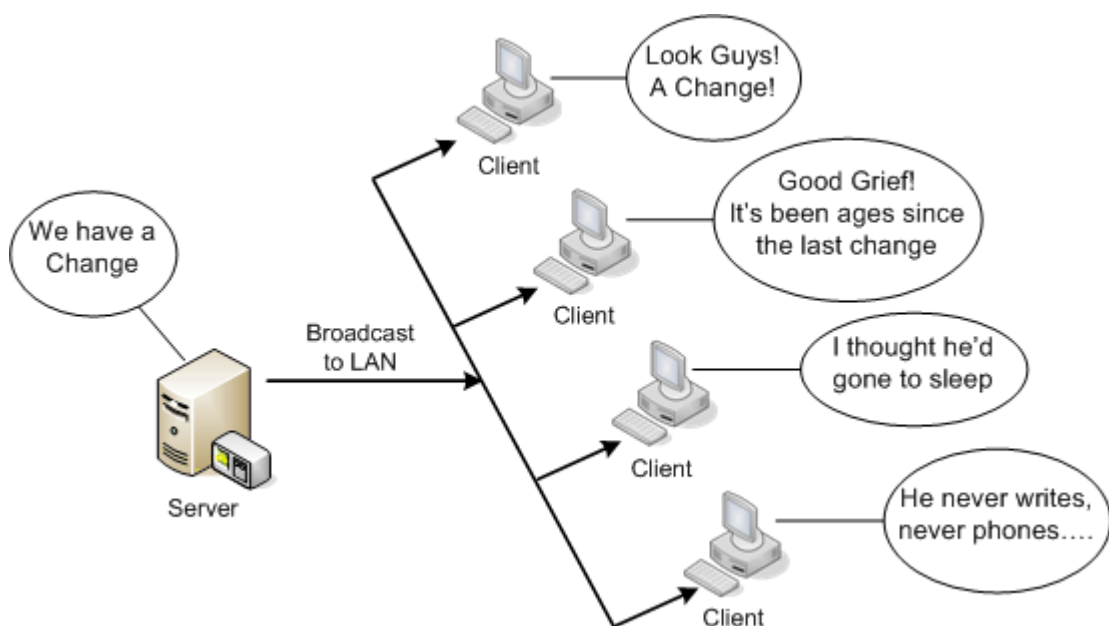 Look Guys!
A Change!
Client
Good Grief!
It's been ages since
the last change
Client
We have a
Change
Broadcast
to LAN
Server
I thought he’d
gone to sleep
Client
He never writes,
never phones....
Client